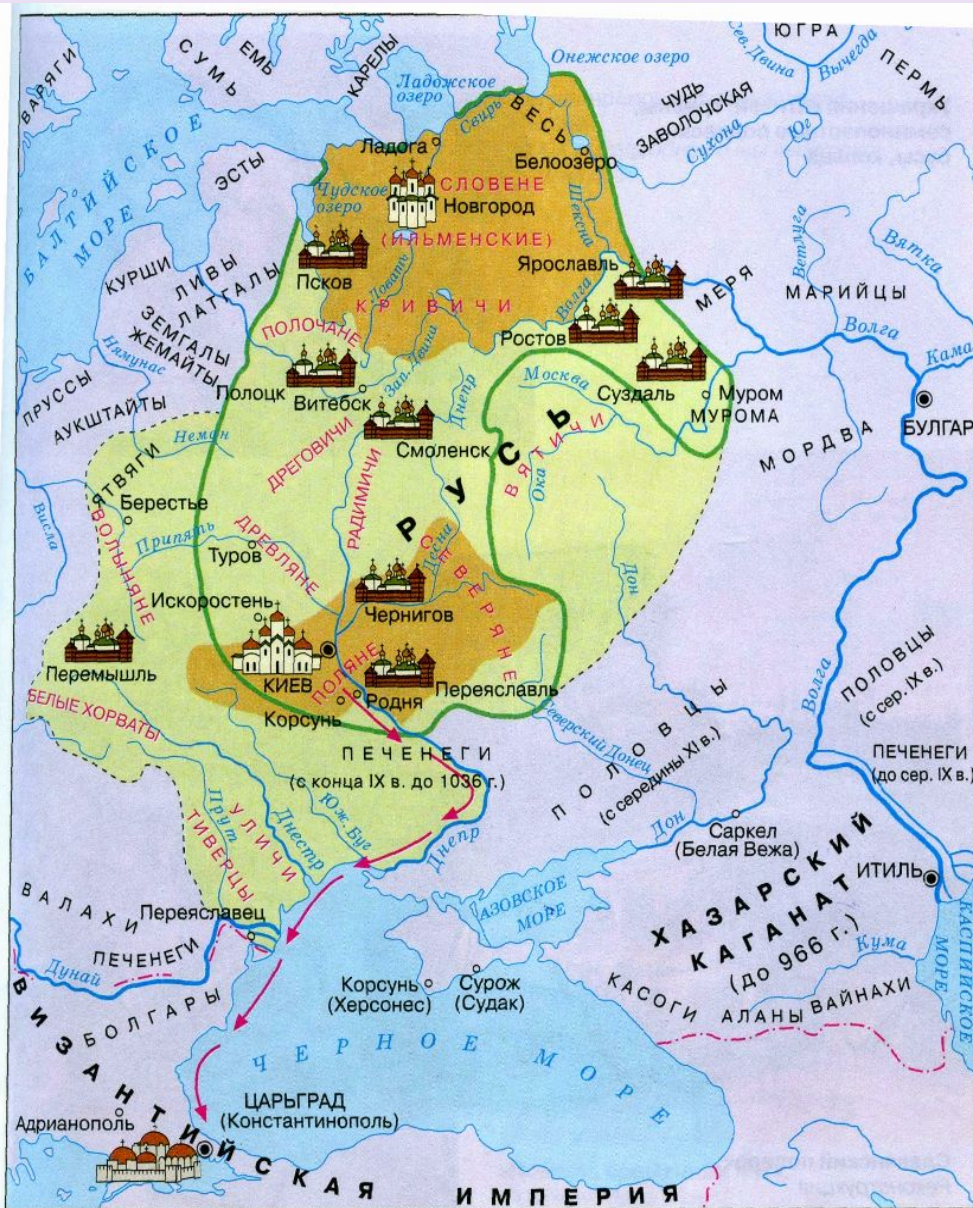 ЮГРА
Сев. Двина
Вычегда
ПЕРМЬ
ВАРЯГИ
СУМЬ
ЕМЬ
КАРЕЛЫ
Ладожское
озеро
Онежское озеро
ЧУДЬ
ЗАВОЛОЧСКАЯ
Сухона
Юг
Свирь
ВЕСЬ
Ладога
Белоозеро
БАЛТИЙСКОЕ
МОРЕ
ЭСТЫ
Чудское
озеро
СЛОВЕНЕ
Новгород
(ИЛЬМЕНСКИЕ)
Шексна
Ветлуга
Вятка
Псков
Ловать
Ярославль
МЕРЯ
МАРИЙЦЫ
КУРШИ
ЛИВЫ
ЛАТГАЛЫ
ЗЕМГАЛЫ
ЖЕМАЙТЫ
КРИВИЧИ
Волга
Ростов
Волга
Кама
ПОЛОЧАНЕ
Нямунас
Полоцк
Витебск
Зап. Двина
Днепр
Москва
Суздаль
Муром
МУРОМА
ПРУССЫ
АУКШТАЙТЫ
Неман
БУЛГАР
МОРДВА
Смоленск
ДРЕГОВИЧИ
РАДИМИЧИ
ВЯТИЧИ
Ока
РУСЬ
ЯТВЯГИ
Берестье
Висла
ВОЛЫНЯНЕ
Припять
Туров
ДРЕВЛЯНЕ
Десна
СЕВЕРЯНЕ
Дон
Искоростень
Чернигов
Перемышль
КИЕВ
ПОЛЯНЕ
Родня
Переяславль
Корсунь
БЕЛЫЕ ХОРВАТЫ
Северский Донец
ПОЛОВЦЫ
(с середины XI в.)
Волга
ПОЛОВЦЫ
(с сер. IX в.)
ПЕЧЕНЕГИ
(до сер. IX в.)
ПЕЧЕНЕГИ
(с конца IX в. до 1036 г.)
Юж. Буг
Днестр
Прут
УЛИЧИ
ТИВЕРЦЫ
Днепр
Дон
Саркел
(Белая Вежа)
ИТИЛЬ
ХАЗАРСКИЙ
КАГАНАТ
(до 966 г.)
АЗОВСКОЕ
МОРЕ
ВАЛАХИ
Переяславец
ПЕЧЕНЕГИ
Дунай
БОЛГАРЫ
Корсунь
(Херсонес)
Сурож
(Судак)
Кума
КАСПИЙСКОЕ
МОРЕ
КАСОГИ
АЛАНЫ
ВАЙНАХИ
ЧЕРНОЕ МОРЕ
Адрианополь
ЦАРЬГРАД
(Константинополь)
ВИЗАНТИЙСКАЯ ИМПЕРИЯ